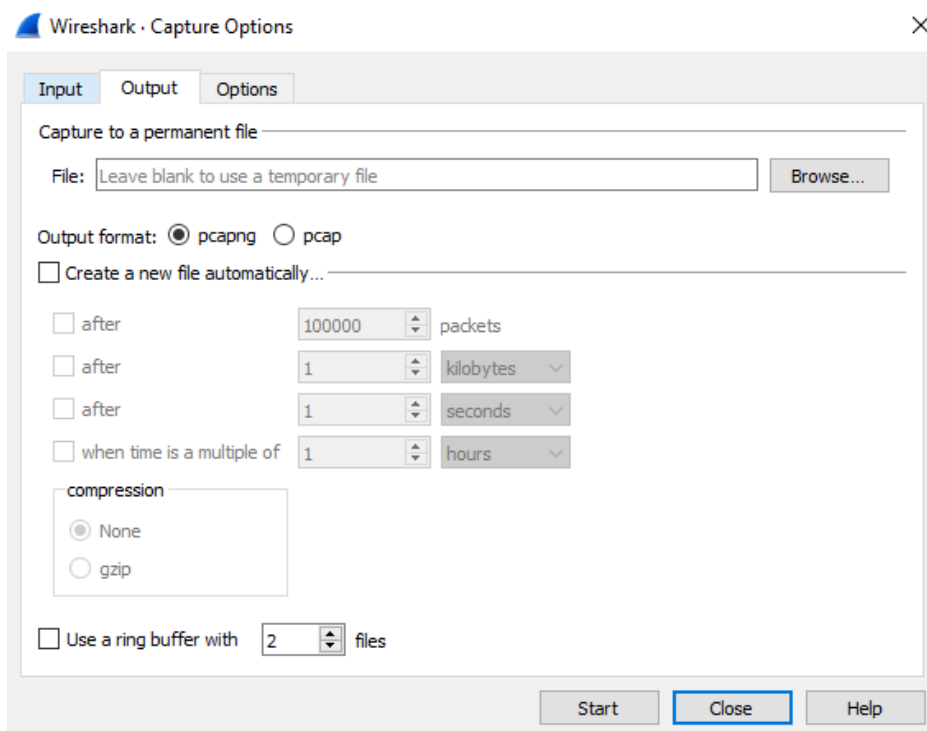 Wireshark · Capture Options
Input Output Options
Capture to a permanent file
File: Leave blank to use a temporary file Browse...
Output format: pcapng pcap
Create a new file automatically...
after 100000 packets
after 1 kilobytes
after 1 seconds
when time is a multiple of 1 hours
compression
None
gzip
Use a ring buffer with 2 files
Start Close Help